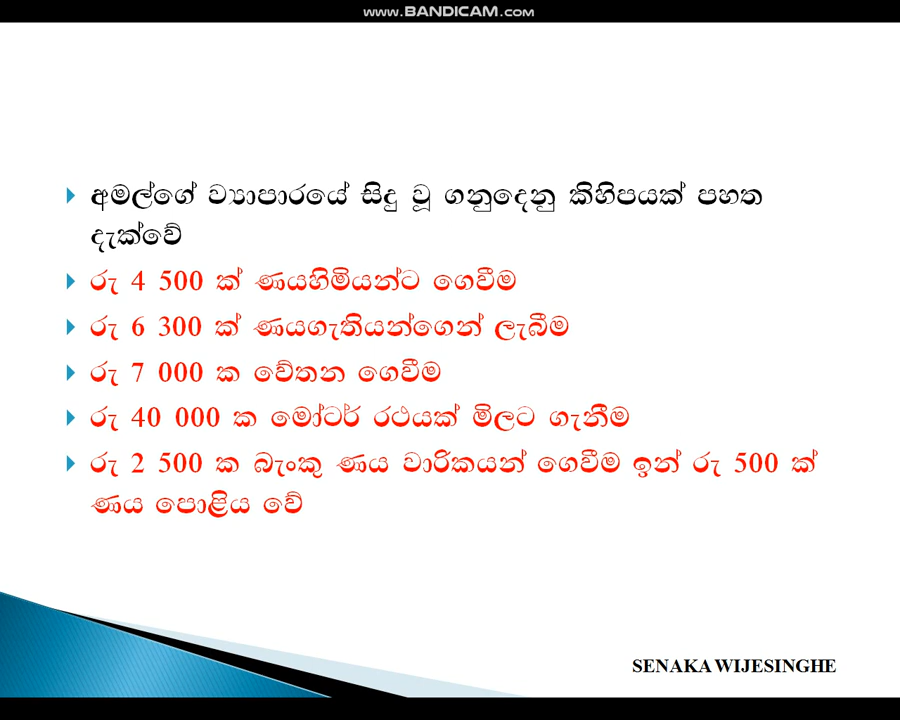 www.BANDICAM.com
අමල්ගේ ව්‍යාපාරයේ සිදු වූ ගනුදෙනු කිහිපයක් පහත
දැක්වේ
රු 4 500 ක් ණයහිමියන්ට ගෙවීම
රු 6 300 ක් ණයගැතියන්ගෙන් ලැබීම
රු 7 000 ක වේතන ගෙවීම
රු 40 000 ක මෝටර් රථයක් මිලට ගැනීම
රු 2 500 ක බැංකු ණය වාරිකයන් ගෙවීම ඉන් රු 500 ක්
ණය පොළිය වේ
SENAKA WIJESINGHE